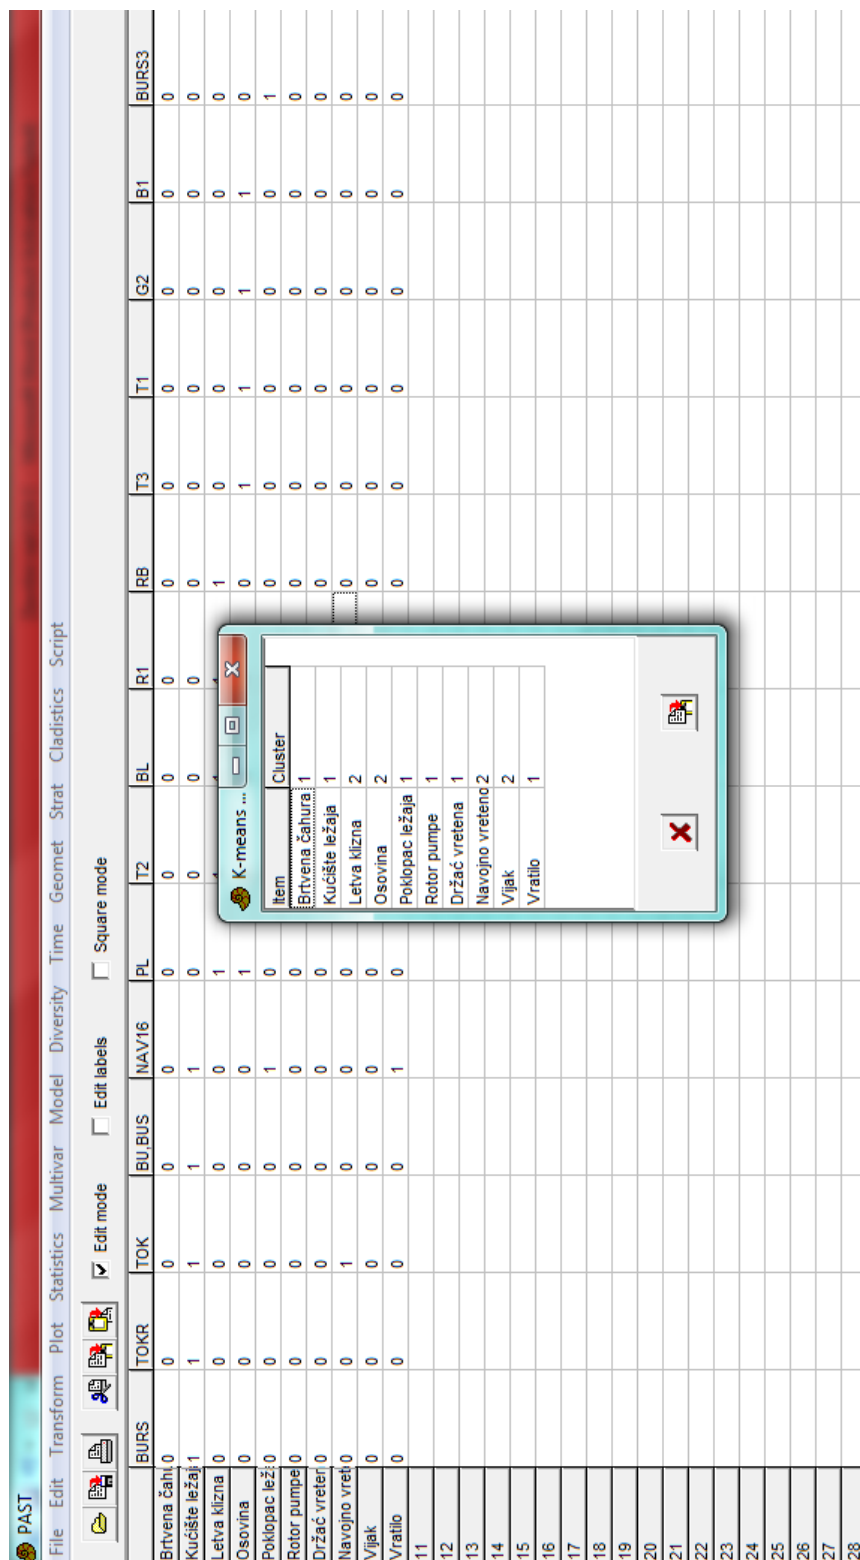 PAST
File Edit Transform Plot Statistics Multivar Model Diversity Time Geomet Strat Cladistics Script
Edit mode Edit labels Square mode
BURS TOKR TOK BU,BUS NAV16 PL T2 BL R1 RB T3 T1 G2 B1 BURS3
Brtvena čahu 0 0 0 0 0 0 0 0 0 0 0 0 0 0 0
Kućište ležaj 1 1 1 1 1 0 0 0 0 0 0 0 0 0 0
Letva klizna 0 0 0 0 0 1 1 0 0 0 0 0
Osovina 0 0 0 0 0 1 0 1 1 1 1 0
Poklopac lež 0 0 0 0 1 0 0 0 0 0 0 1
Rotor pumpe 0 0 0 0 0 0 0 0 0 0 0 0
Držać vreten 0 0 0 0 0 0 0 0 0 0 0 0
Navojno vret 0 0 1 0 0 0 0 0 0 0 0 0
Vijak 0 0 0 0 0 0 0 0 0 0 0 0
Vratilo 0 0 0 0 1 0 0 0 0 0 0 0
11
12
13
14
15
16
17
18
19
20
21
22
23
24
25
26
27
28
K-means ...
Item Cluster
Brtvena čahura 1
Kućište ležaja 1
Letva klizna 2
Osovina 2
Poklopac ležaja 1
Rotor pumpe 1
Držać vretena 1
Navojno vreteno 2
Vijak 2
Vratilo 1